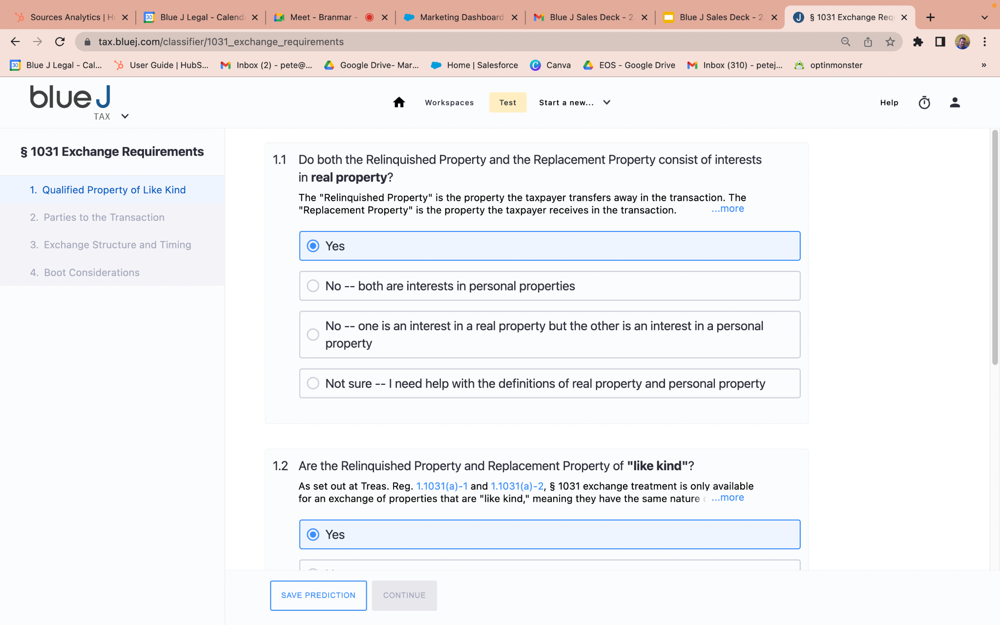 Sources Analytics | H
Blue J Legal - Calend
Meet - Branmar -
Marketing Dashboard
Blue J Sales Deck - 2
Blue J Sales Deck - 2
§ 1031 Exchange Req
tax.bluej.com/classifier/1031_exchange_requirements
30 Blue J Legal - Cal...
User Guide | HubS...
Inbox (2) - pete@...
Google Drive- Mar...
Home | Salesforce
Canva
EOS - Google Drive
Inbox (310) - petej...
optinmonster
»
blue J
TAX
Workspaces
Test
Start a new...
Help
§ 1031 Exchange Requirements
1. Qualified Property of Like Kind
2. Parties to the Transaction
3. Exchange Structure and Timing
4. Boot Considerations
1.1 Do both the Relinquished Property and the Replacement Property consist of interests
in real property?
The "Relinquished Property" is the property the taxpayer transfers away in the transaction. The
"Replacement Property" is the property the taxpayer receives in the transaction. ...more
Yes
No -- both are interests in personal properties
No -- one is an interest in a real property but the other is an interest in a personal
property
Not sure -- I need help with the definitions of real property and personal property
1.2 Are the Relinquished Property and Replacement Property of "like kind"?
As set out at Treas. Reg. 1.1031(a)-1 and 1.1031(a)-2, § 1031 exchange treatment is only available
for an exchange of properties that are "like kind," meaning they have the same nature ...more
Yes
SAVE PREDICTION
CONTINUE